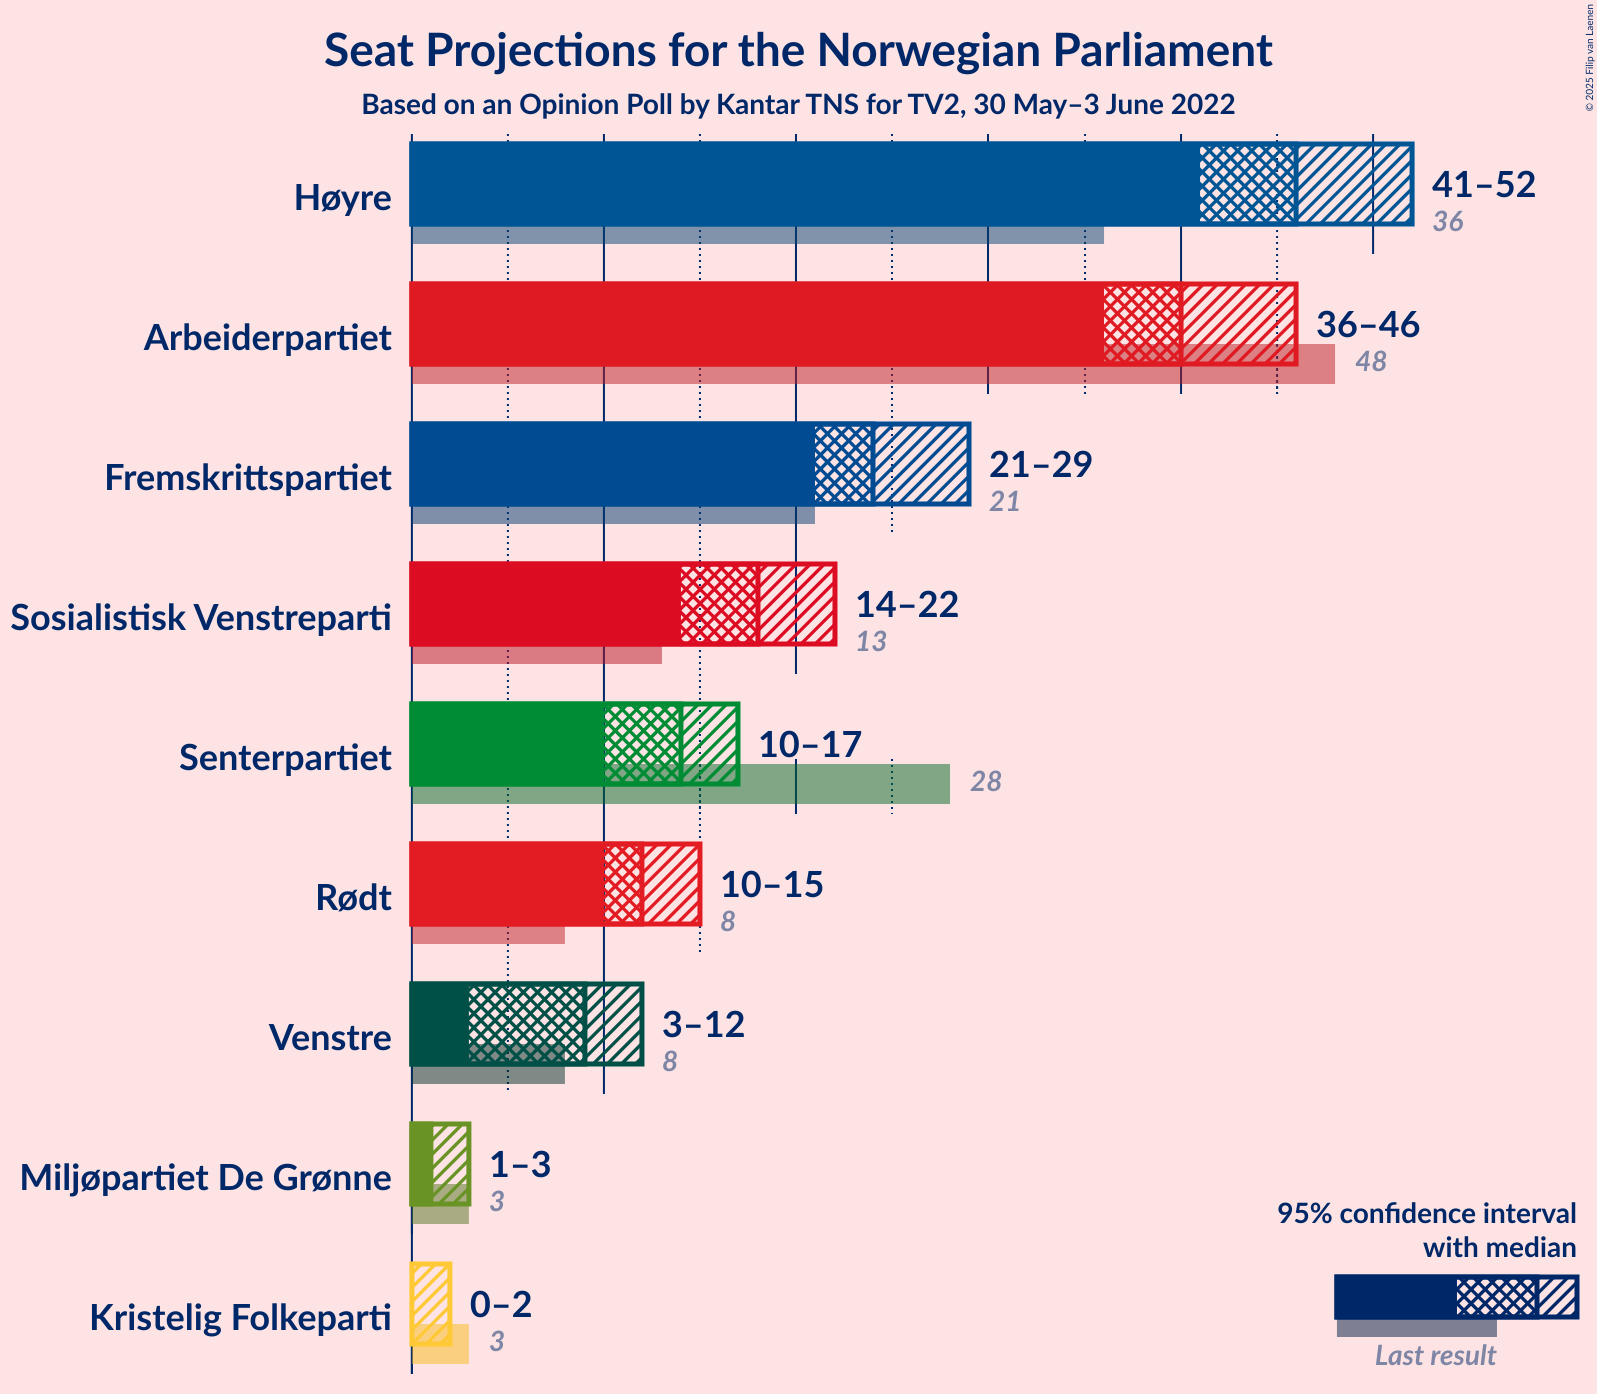 Seat Projections for the Norwegian Parliament
Based on an Opinion Poll by Kantar TNS for TV2, 30 May–3 June 2022
© 2025 Filip van Laenen
Høyre
41–52
36
Arbeiderpartiet
36–46
48
Fremskrittspartiet
21–29
21
Sosialistisk Venstreparti
14–22
13
Senterpartiet
10–17
28
Rødt
10–15
8
Venstre
3–12
8
Miljøpartiet De Grønne
1–3
3
Kristelig Folkeparti
0–2
3
95% confidence interval
with median
Last result